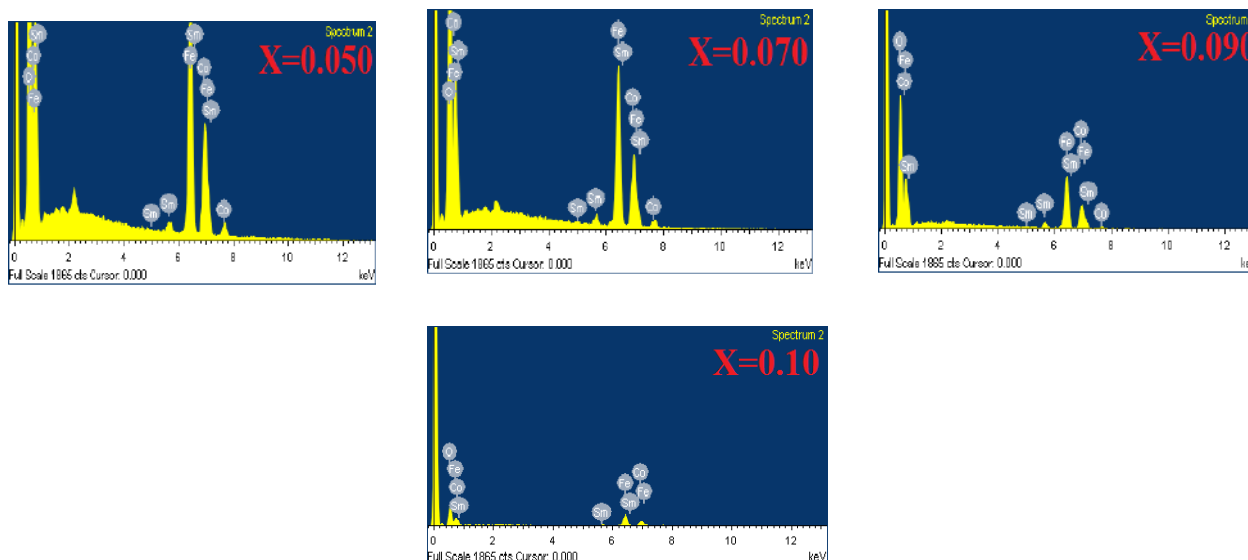 Spectrum 2
X=0.050
Sm
Co
O
Fe
Sm
Sm
Sm
Fe
Co
Fe
Sm
Co
0 2 4 6 8 10 12
Full Scale 1865 cts Cursor: 0.000 keV
Spectrum 2
X=0.070
Co
Sm
Fe
O
Sm
Sm
Fe
Sm
Co
Fe
Sm
Co
0 2 4 6 8 10 12
Full Scale 1865 cts Cursor: 0.000 keV
Spectrum
X=0.090
O
Fe
Co
Sm
Sm
Sm
Fe
Sm
Co
Fe
Sm
Co
0 2 4 6 8 10 12
Full Scale 1865 cts Cursor: 0.000 ke
Spectrum 2
X=0.10
O
Fe
Co
Sm
Sm
Fe
Sm
Co
Fe
0 2 4 6 8 10 12
Full Scale 1865 cts Cursor: 0.000 keV